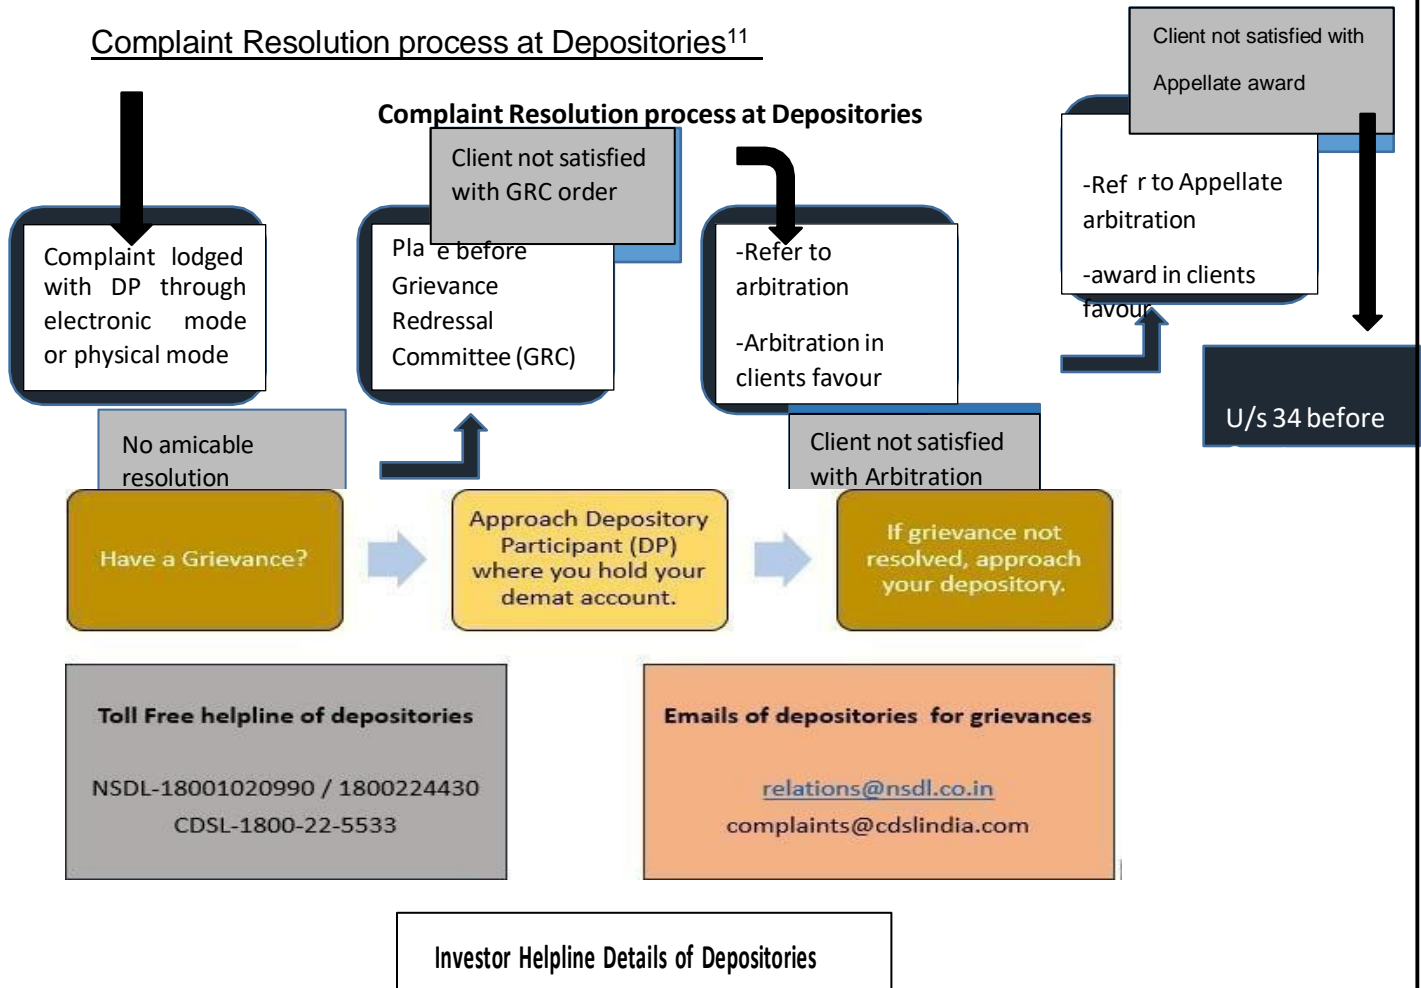 Complaint Resolution process at Depositories11
Complaint Resolution process at Depositories
Complaint lodged
with DP through
electronic mode
or physical mode
No amicable
resolution
Client not satisfied
with GRC order
Pla e before
Grievance
Redressal
Committee (GRC)
-Refer to
arbitration
-Arbitration in
clients favour
Client not satisfied
with Arbitration
Client not satisfied with
Appellate award
-Ref r to Appellate
arbitration
-award in clients
favour
U/s 34 before
Have a Grievance?
Approach Depository
Participant (DP)
where you hold your
demat account.
If grievance not
resolved, approach
your depository.
Toll Free helpline of depositories
NSDL-18001020990 / 1800224430
CDSL-1800-22-5533
Emails of depositories for grievances
relations@nsdl.co.in
complaints@cdslindia.com
Investor Helpline Details of Depositories